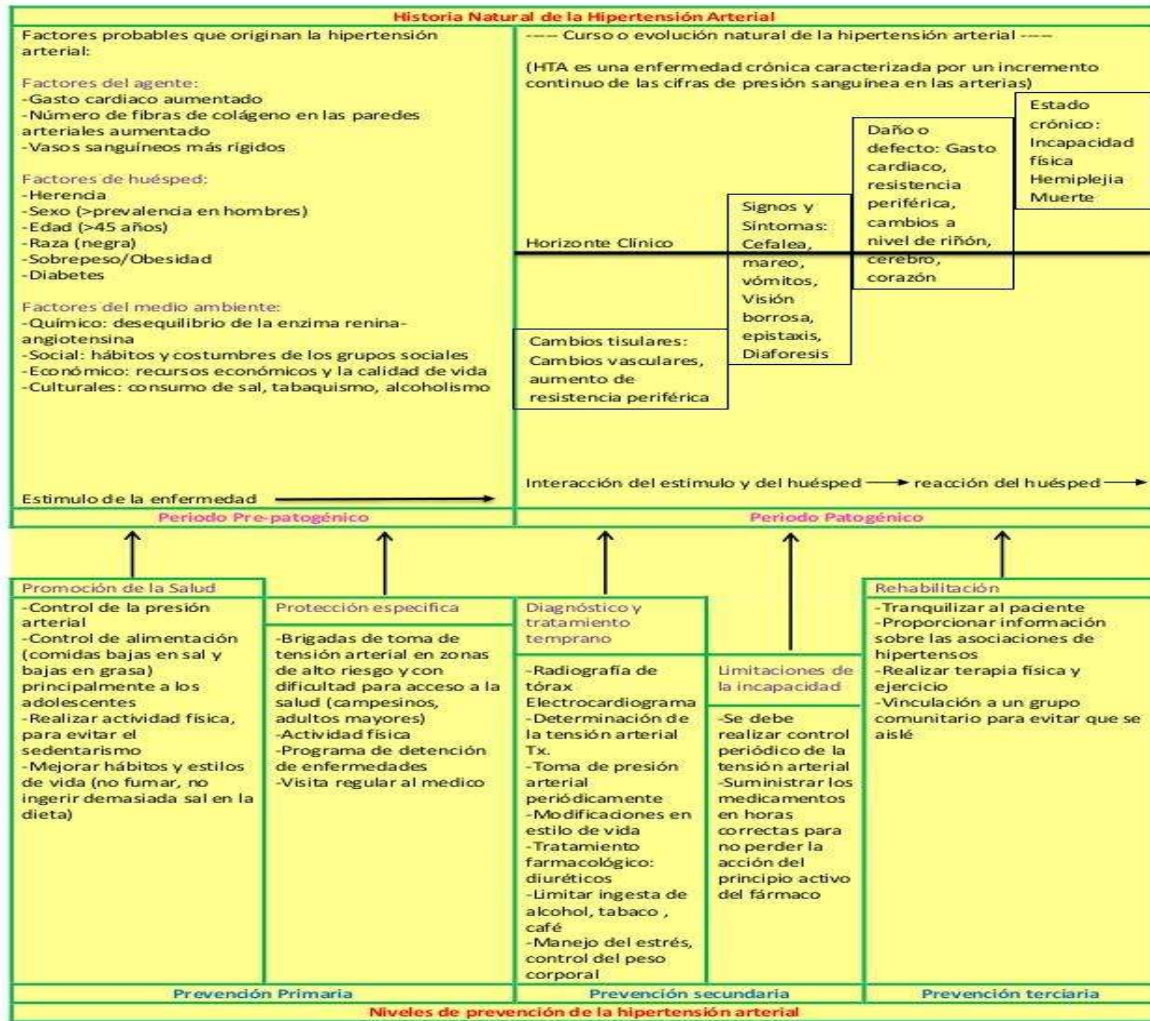 Historia Natural de la Hipertensión Arterial
Factores probables que originan la hipertensión
arterial:
Factores del agente:
-Gasto cardiaco aumentado
-Número de fibras de colágeno en las paredes
arteriales aumentado
-Vasos sanguíneos más rígidos
Factores de huésped:
-Herencia
-Sexo (>prevalencia en hombres)
-Edad (>45 años)
-Raza (negra)
-Sobrepeso/Obesidad
-Diabetes
Factores del medio ambiente:
-Químico: desequilibrio de la enzima renina-
angiotensina
-Social: hábitos y costumbres de los grupos sociales
-Económico: recursos económicos y la calidad de vida
-Culturales: consumo de sal, tabaquismo, alcoholismo
Estimulo de la enfermedad
---- Curso o evolución natural de la hipertensión arterial ----
(HTA es una enfermedad crónica caracterizada por un incremento
continuo de las cifras de presión sanguínea en las arterias)
Horizonte Clínico
Cambios tisulares:
Cambios vasculares,
aumento de
resistencia periférica
Signos y
Síntomas:
Cefalea,
mareo,
vómitos,
Visión
borrosa,
epistaxis,
Diaforesis
Daño o
defecto: Gasto
cardiaco,
resistencia
periférica,
cambios a
nivel de riñón,
cerebro,
corazón
Estado
crónico:
Incapacidad
física
Hemiplejia
Muerte
Interacción del estímulo y del huésped
reacción del huésped
Periodo Pre-patogénico
Periodo Patogénico
Promoción de la Salud
-Control de la presión
arterial
-Control de alimentación
(comidas bajas en sal y
bajas en grasa)
principalmente a los
adolescentes
-Realizar actividad física,
para evitar el
sedentarismo
-Mejorar hábitos y estilos
de vida (no fumar, no
ingerir demasiada sal en la
dieta)
Protección especifica
-Brigadas de toma de
tensión arterial en zonas
de alto riesgo y con
dificultad para acceso a la
salud (campesinos,
adultos mayores)
-Actividad física
-Programa de detención
de enfermedades
-Visita regular al medico
Diagnóstico y
tratamiento
temprano
-Radiografía de
tórax
Electrocardiograma
-Determinación de
la tensión arterial
Tx.
-Toma de presión
arterial
periódicamente
-Modificaciones en
estilo de vida
-Tratamiento
farmacológico:
diuréticos
-Limitar ingesta de
alcohol, tabaco ,
café
-Manejo del estrés,
control del peso
corporal
Limitaciones de
la incapacidad
-Se debe
realizar control
periódico de la
tensión arterial
-Suministrar los
medicamentos
en horas
correctas para
no perder la
acción del
principio activo
del fármaco
Rehabilitación
-Tranquilizar al paciente
-Proporcionar información
sobre las asociaciones de
hipertensos
-Realizar terapia física y
ejercicio
-Vinculación a un grupo
comunitario para evitar que se
aislé
Prevención Primaria
Prevención secundaria
Prevención terciaria
Niveles de prevención de la hipertensión arterial